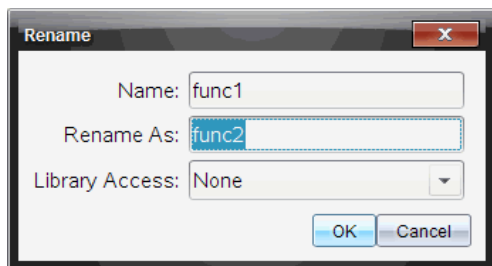 Rename
Name: func1
Rename As: func2
Library Access: None
OK Cancel